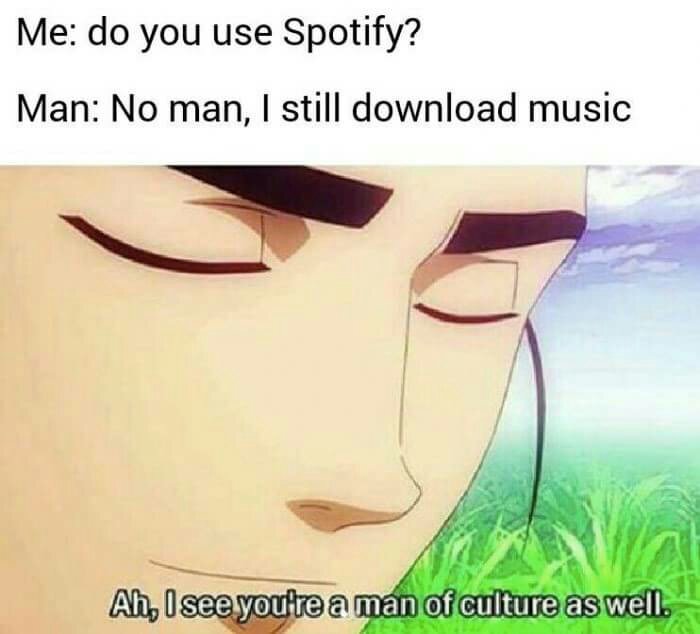 Me: do you use Spotify?
Man: No man, I still download music
Ah, I see you're a man of culture as well.